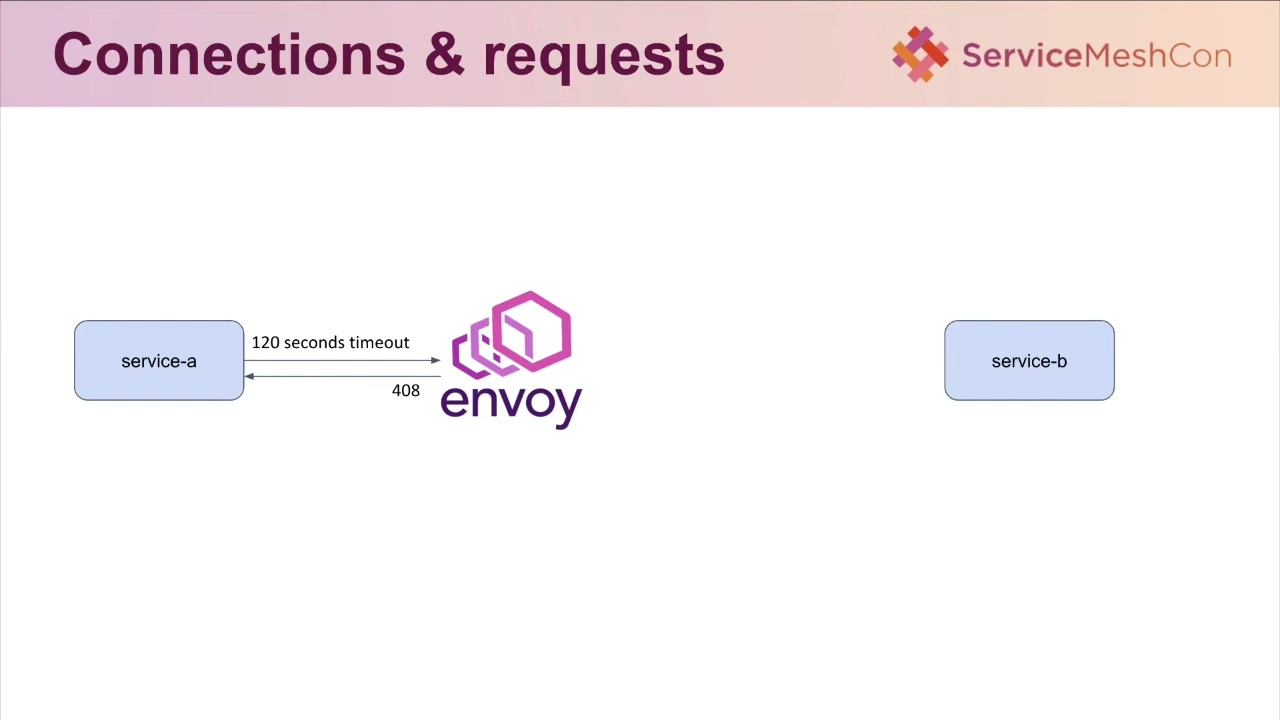 Connections & requests
ServiceMeshCon
service-a
120 seconds timeout
408
envoy
service-b